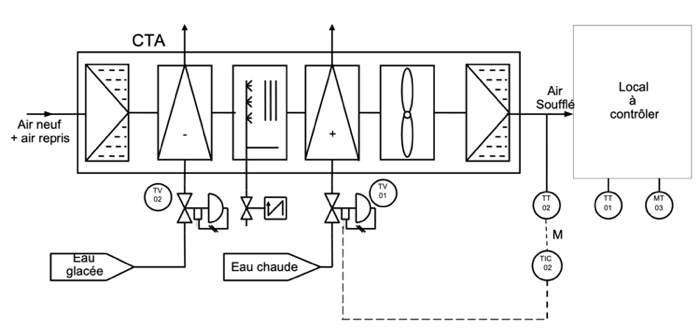 CTA
Air neuf
+ air repris
-
+
Air
Soufflé
Local
à
contrôler
TV
02
TV
01
TT
02
TT
01
MT
03
M
TIC
02
Eau
glacée
Eau chaude